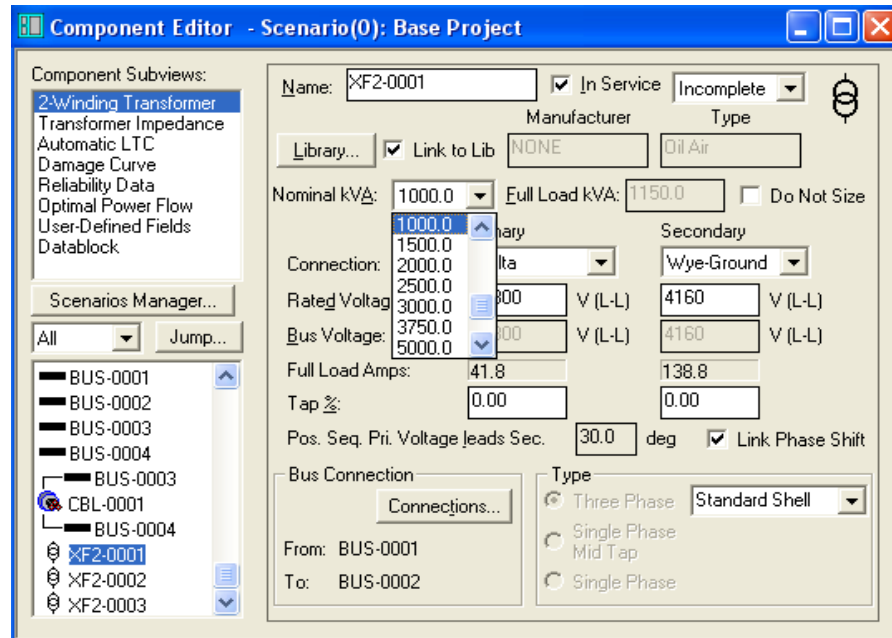 Component Editor - Scenario(0): Base Project
Component Subviews:
2-Winding Transformer
Transformer Impedance
Automatic LTC
Damage Curve
Reliability Data
Optimal Power Flow
User-Defined Fields
Datablock
Scenarios Manager...
All
Jump...
BUS-0001
BUS-0002
BUS-0003
BUS-0004
BUS-0003
CBL-0001
BUS-0004
XF2-0001
XF2-0002
XF2-0003
Name: XF2-0001 In Service Incomplete
Manufacturer Type
Library... Link to Lib NONE Oil Air
Nominal kVA: 1000.0 Full Load kVA: 1150.0 Do Not Size
1000.0
1500.0
2000.0
2500.0
3000.0
3750.0
5000.0
ary Secondary
Connection: lta Wye-Ground
Rated Voltag 800 V (L-L) 4160 V (L-L)
Bus Voltage: 800 V (L-L) 4160 V (L-L)
Full Load Amps: 41.8 138.8
Tap %: 0.00 0.00
Pos. Seq. Pri. Voltage leads Sec. 30.0 deg Link Phase Shift
Bus Connection
Connections...
From: BUS-0001
To: BUS-0002
Type
Three Phase Standard Shell
Single Phase
Mid Tap
Single Phase